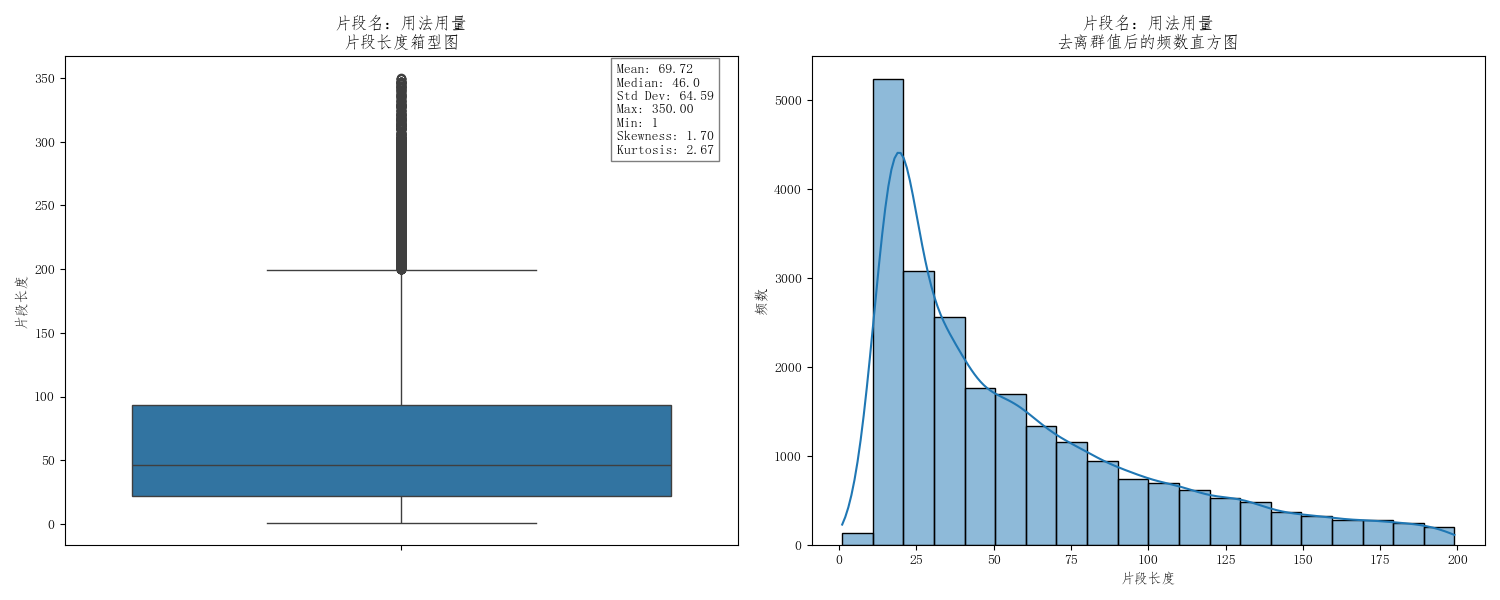 片段名：用法用量
片段长度箱型图
350
300
250
200
150
100
50
0
片段长度
Mean: 69.72
Median: 46.0
Std Dev: 64.59
Max: 350.00
Min: 1
Skewness: 1.70
Kurtosis: 2.67
片段名：用法用量
去离群值后的频数直方图
5000
4000
3000
2000
1000
0
频数
0 25 50 75 100 125 150 175 200
片段长度